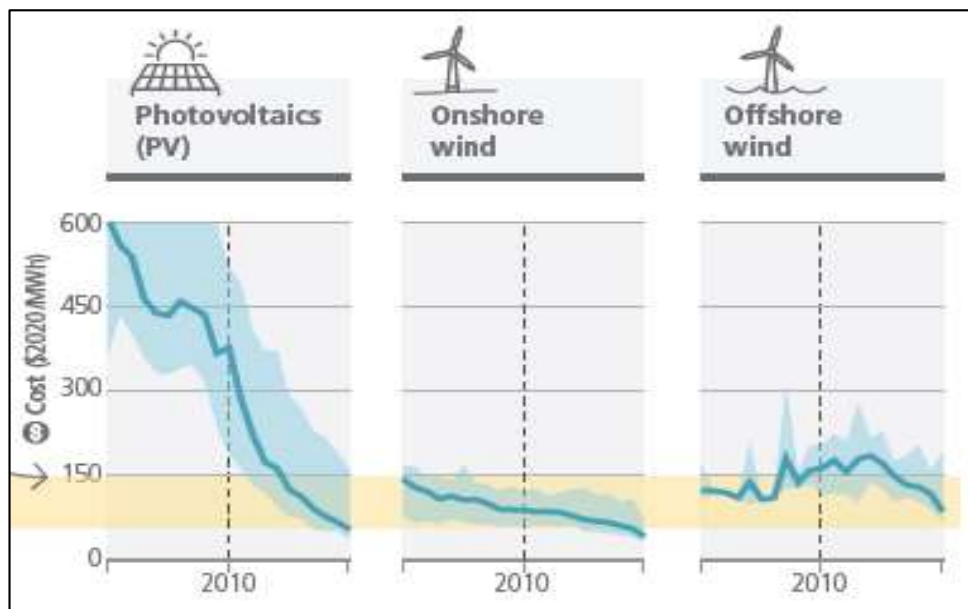 Photovoltaics
(PV)
Onshore
wind
Offshore
wind
$ Cost ($2020/MWh)
600
450
300
150
0
2010
2010
2010